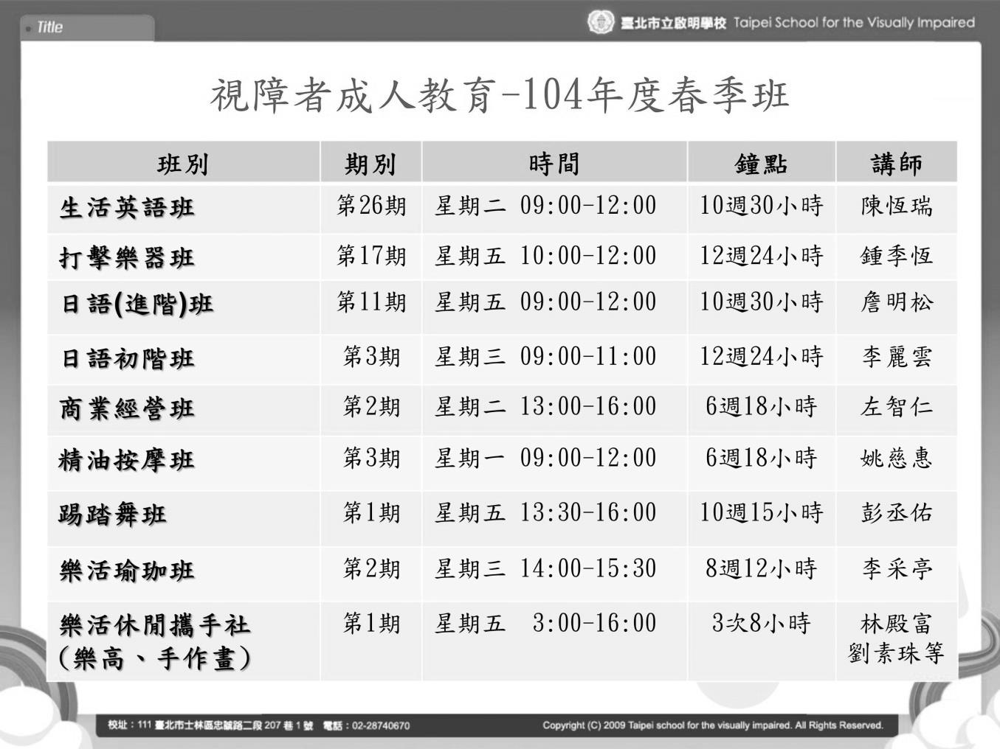 Title
臺北市立啟明學校 Taipei School for the Visually Impaired
視障者成人教育-104年度春季班
班別 期別 時間 鐘點 講師
生活英語班 第26期 星期二 09:00-12:00 10週30小時 陳恆瑞
打擊樂器班 第17期 星期五 10:00-12:00 12週24小時 鍾季恆
日語(進階)班 第11期 星期五 09:00-12:00 10週30小時 詹明松
日語初階班 第3期 星期三 09:00-11:00 12週24小時 李麗雲
商業經營班 第2期 星期二 13:00-16:00 6週18小時 左智仁
精油按摩班 第3期 星期一 09:00-12:00 6週18小時 姚慈惠
踢踏舞班 第1期 星期五 13:30-16:00 10週15小時 彭丞佑
樂活瑜珈班 第2期 星期三 14:00-15:30 8週12小時 李采亭
樂活休閒攜手社 第1期 星期五 3:00-16:00 3次8小時 林殿富
(樂高、手作畫) 劉素珠等
校址：111 臺北市士林區忠誠路二段 207 巷 1 號 電話：02-28740670
Copyright (C) 2009 Taipei school for the visually impaired. All Rights Reserved.